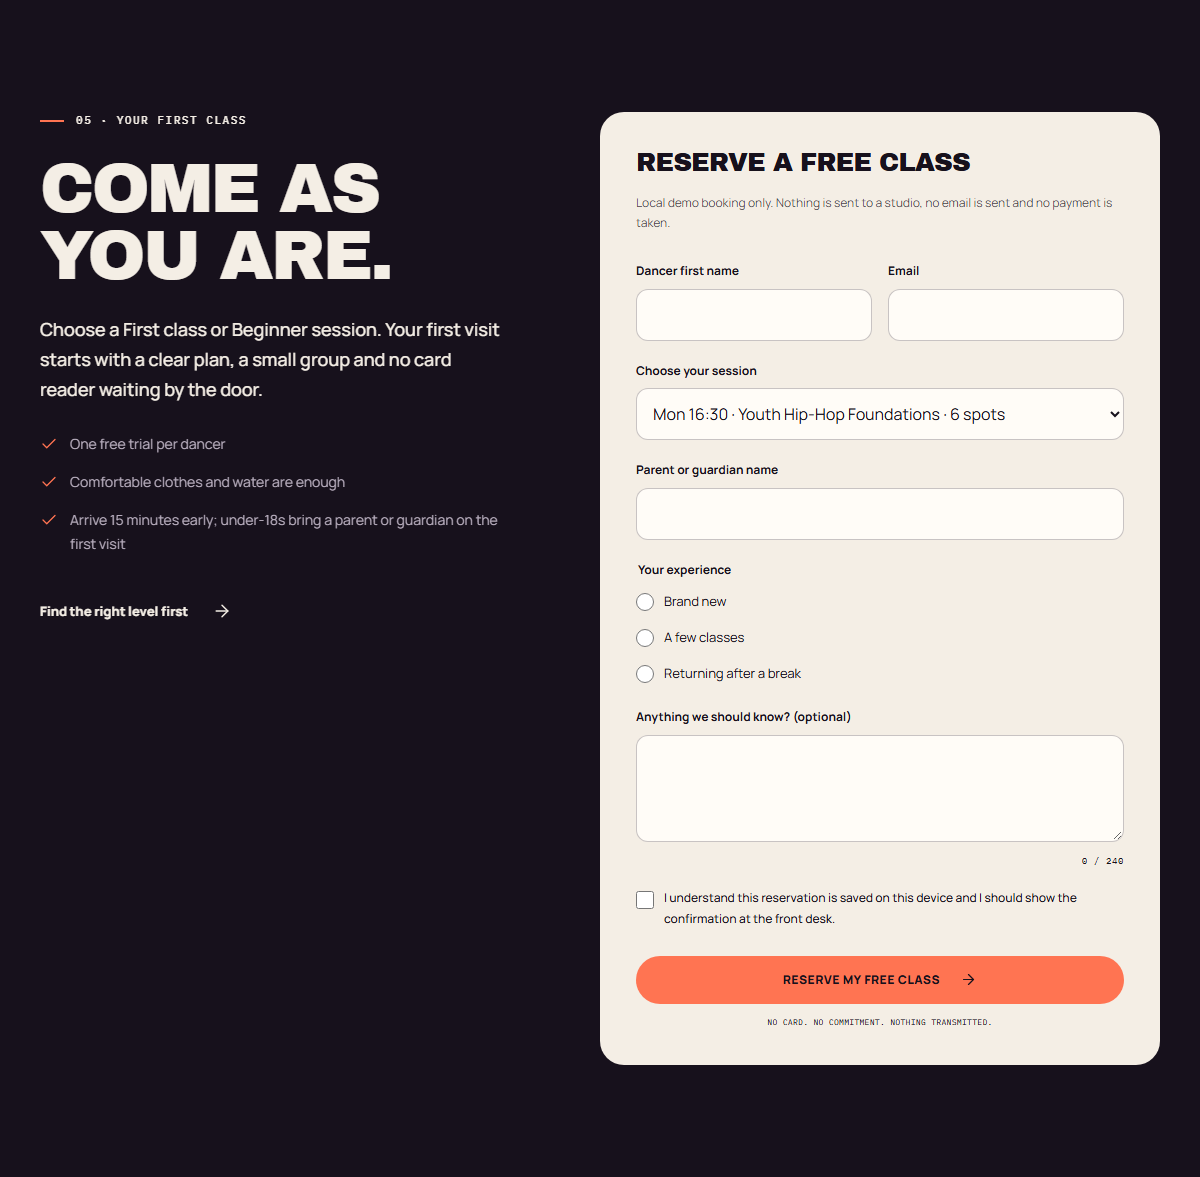 05 · YOUR FIRST CLASS
COME AS
YOU ARE.
Choose a First class or Beginner session. Your first visit
starts with a clear plan, a small group and no card
reader waiting by the door.
One free trial per dancer
Comfortable clothes and water are enough
Arrive 15 minutes early; under-18s bring a parent or guardian on the
first visit
Find the right level first
RESERVE A FREE CLASS
Local demo booking only. Nothing is sent to a studio, no email is sent and no payment is
taken.
Dancer first name
Email
Choose your session
Mon 16:30 · Youth Hip-Hop Foundations · 6 spots
Parent or guardian name
Your experience
Brand new
A few classes
Returning after a break
Anything we should know? (optional)
0 / 240
I understand this reservation is saved on this device and I should show the
confirmation at the front desk.
RESERVE MY FREE CLASS
NO CARD. NO COMMITMENT. NOTHING TRANSMITTED.